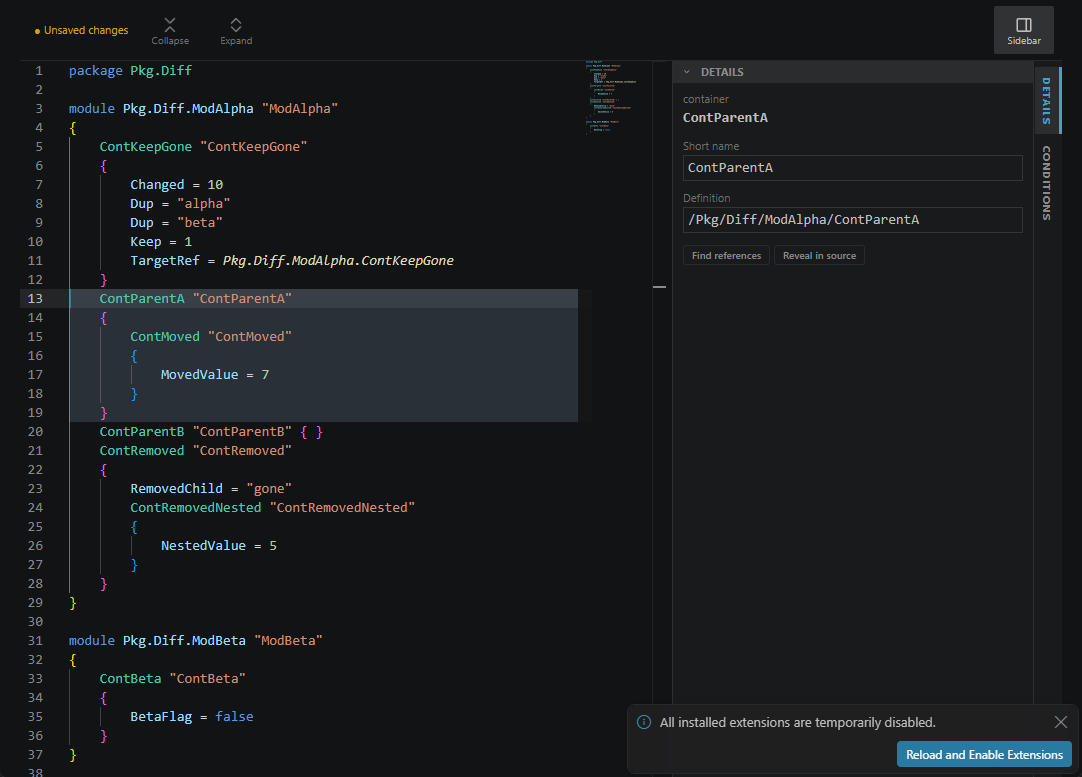 Unsaved changes
Collapse
Expand
Sidebar
1 package Pkg.Diff
2
3 module Pkg.Diff.ModAlpha "ModAlpha"
4 {
5 ContKeepGone "ContKeepGone"
6 {
7 Changed = 10
8 Dup = "alpha"
9 Dup = "beta"
10 Keep = 1
11 TargetRef = Pkg.Diff.ModAlpha.ContKeepGone
12 }
13 ContParentA "ContParentA"
14 {
15 ContMoved "ContMoved"
16 {
17 MovedValue = 7
18 }
19 }
20 ContParentB "ContParentB" { }
21 ContRemoved "ContRemoved"
22 {
23 RemovedChild = "gone"
24 ContRemovedNested "ContRemovedNested"
25 {
26 NestedValue = 5
27 }
28 }
29 }
30
31 module Pkg.Diff.ModBeta "ModBeta"
32 {
33 ContBeta "ContBeta"
34 {
35 BetaFlag = false
36 }
37 }
38
DETAILS
container
ContParentA
Short name
ContParentA
Definition
/Pkg/Diff/ModAlpha/ContParentA
Find references
Reveal in source
DETAILS
CONDITIONS
All installed extensions are temporarily disabled.
Reload and Enable Extensions